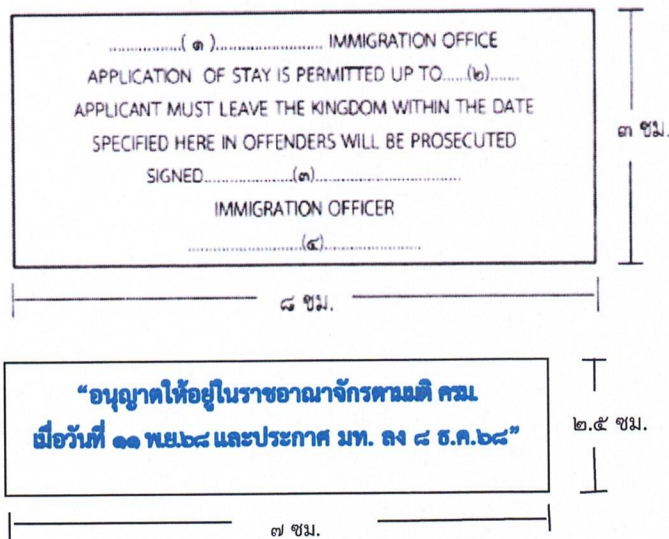 ................( ๑ )........................ IMMIGRATION OFFICE
APPLICATION OF STAY IS PERMITTED UP TO.....(๒).......
APPLICANT MUST LEAVE THE KINGDOM WITHIN THE DATE
SPECIFIED HERE IN OFFENDERS WILL BE PROSECUTED
SIGNED....................(๓).................................
IMMIGRATION OFFICER
.........................(๔)......................
๓ ซม.
๘ ซม.
“อนุญาตให้อยู่ในราชอาณาจักรตามมติ ครม.
เมื่อวันที่ ๑๑ พ.ย.๖๘ และประกาศ มท. ลง ๘ ธ.ค.๖๘”
๒.๕ ซม.
๗ ซม.